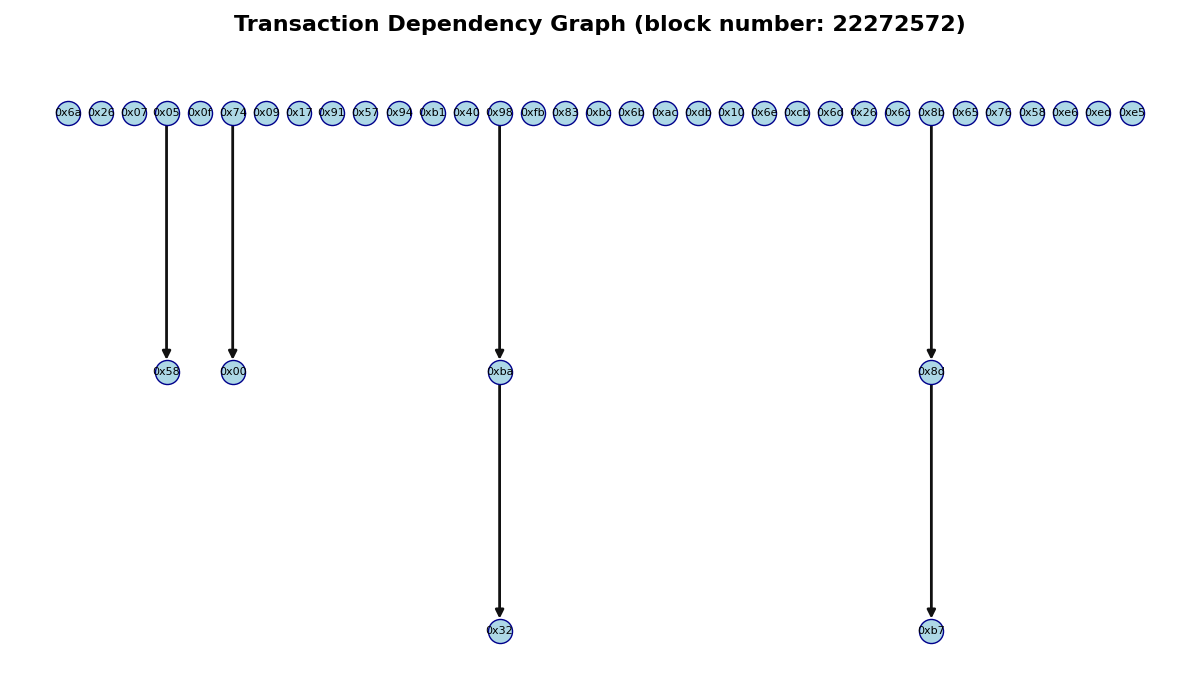 Transaction Dependency Graph (block number: 22272572)
0x6a 0x26 0x07 0x05 0x0f 0x74 0x09 0x17 0x91 0x57 0x94 0xb1 0x40 0x98 0xfb 0x83 0xbc 0x6b 0xac 0xdb 0x10 0x6e 0xcb 0x6d 0x26 0x6c 0x8b 0x65 0x76 0x58 0xe6 0xed 0xe5
0x58 0x00 0xba 0x8d
0x32 0xb7